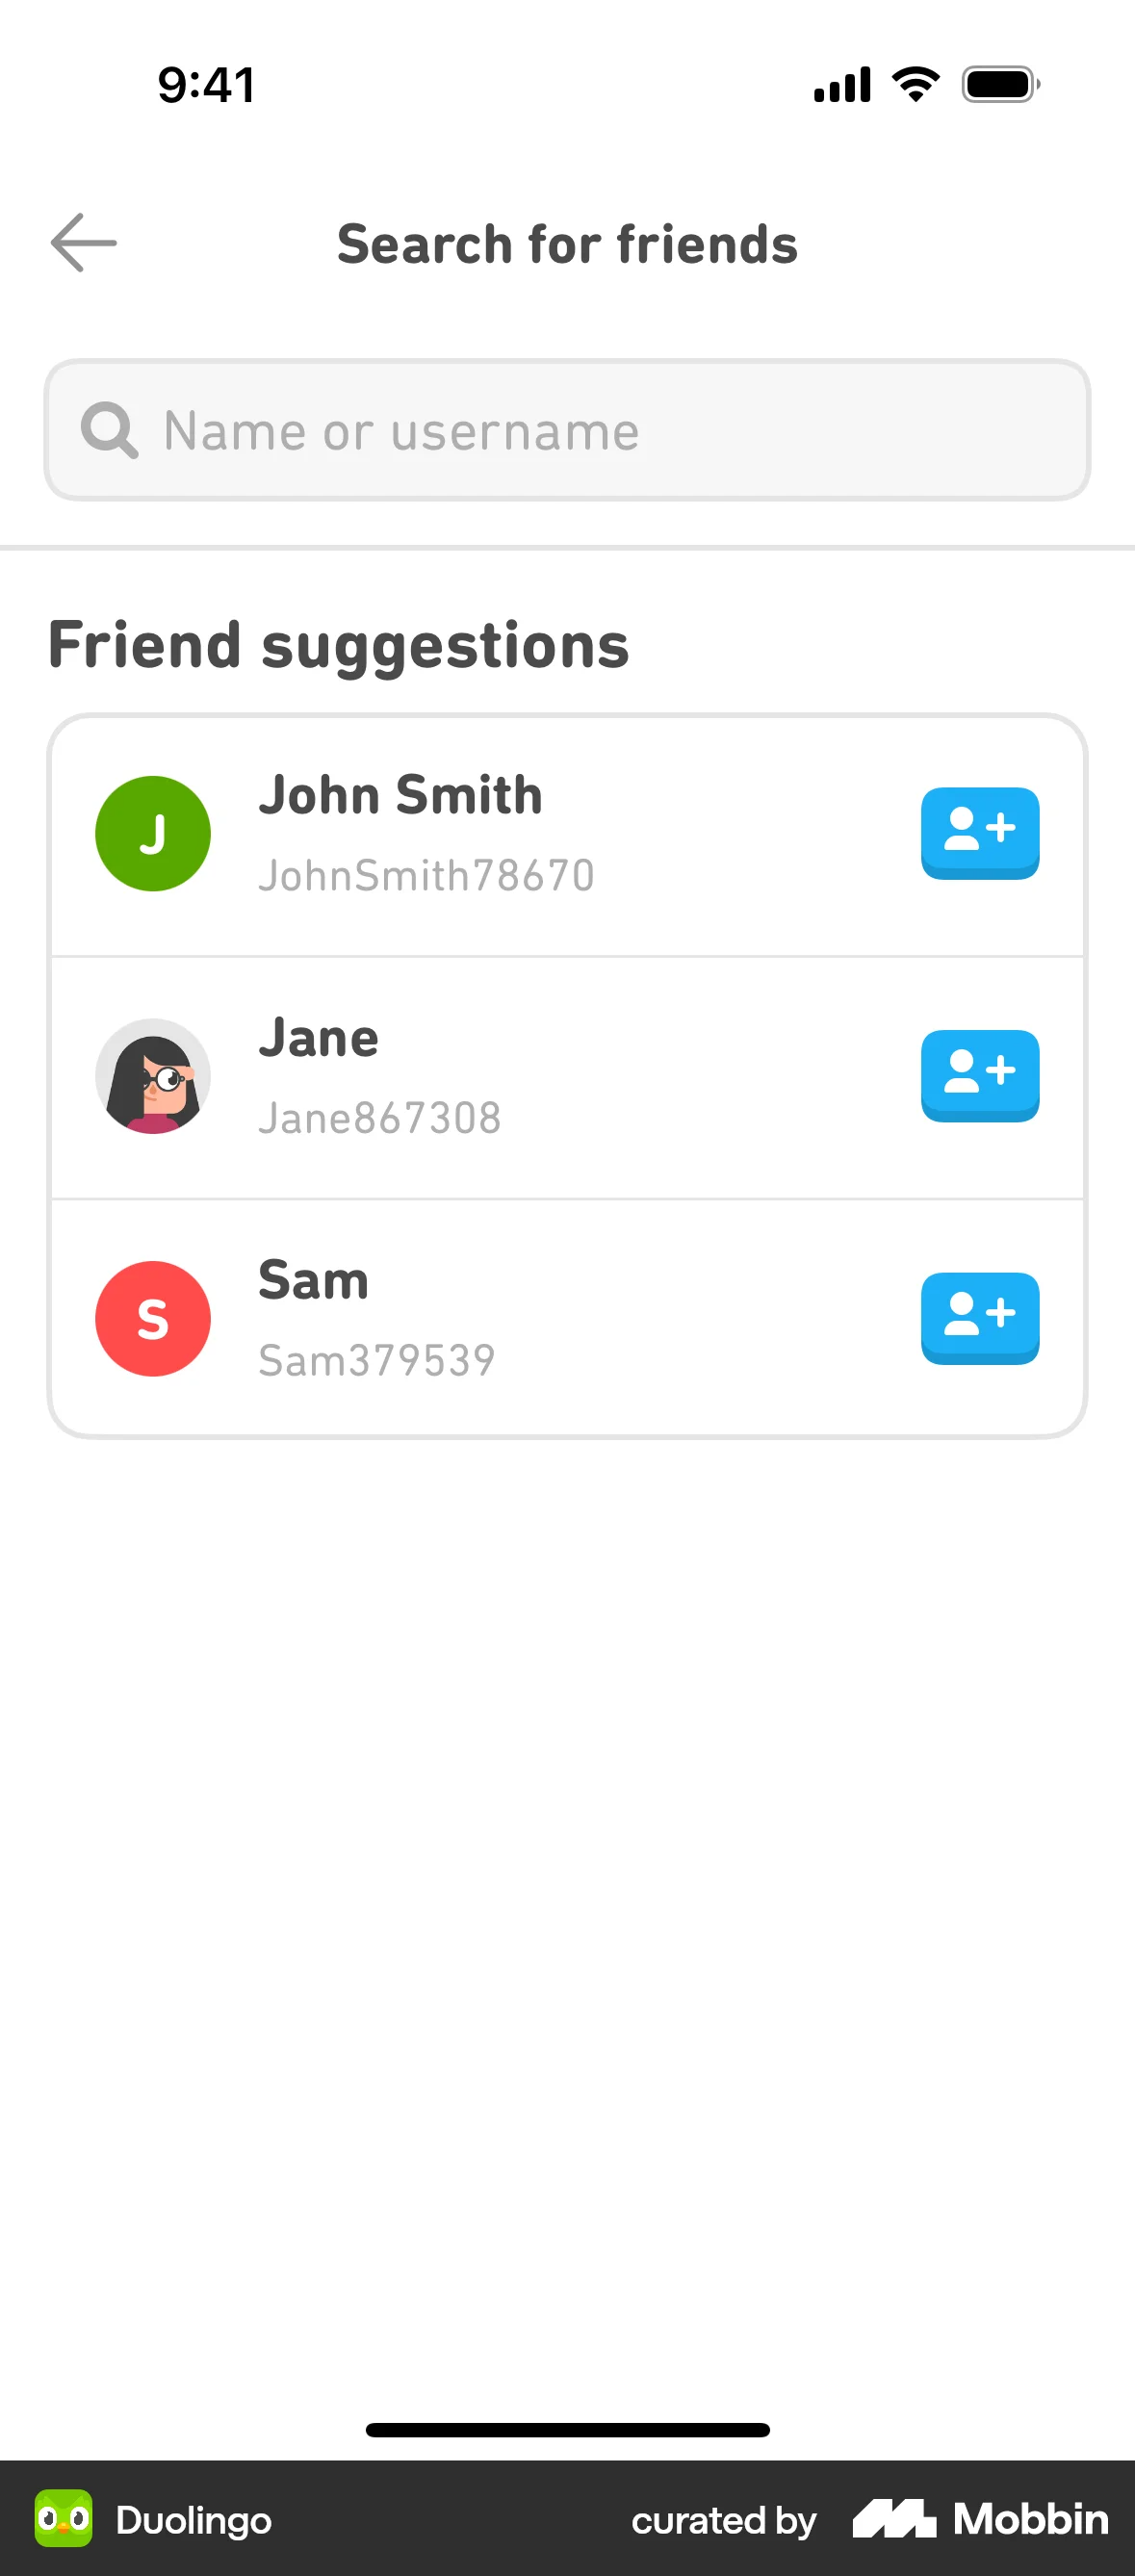 9:41
Search for friends
Name or username
Friend suggestions
J
John Smith
JohnSmith78670
Jane
Jane867308
S
Sam
Sam379539
Duolingo
curated by Mobbin